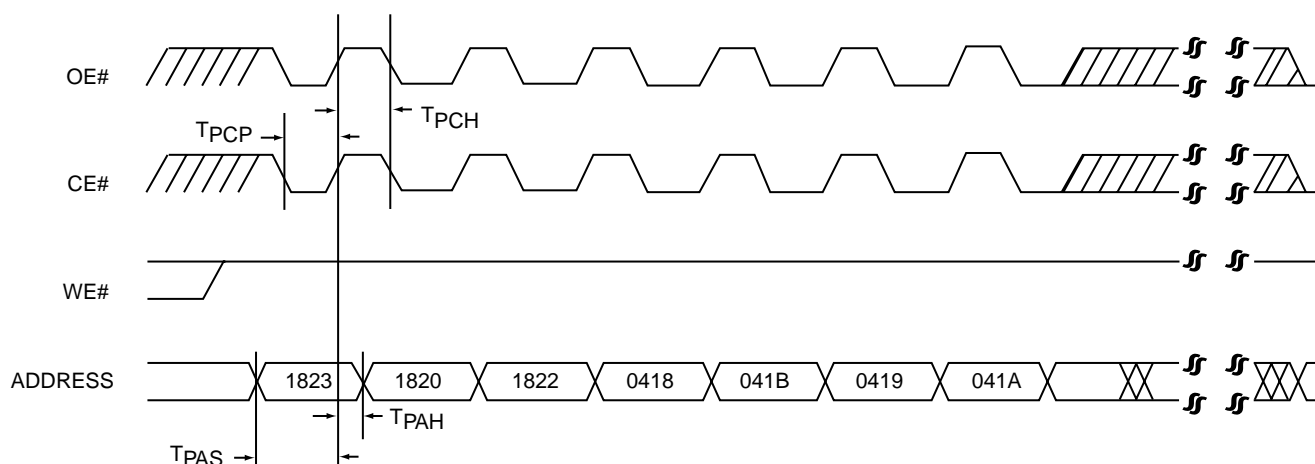 OE#
TPCP
TPCH
CE#
WE#
ADDRESS
1823 1820 1822 0418 041B 0419 041A
TPAH
TPAS